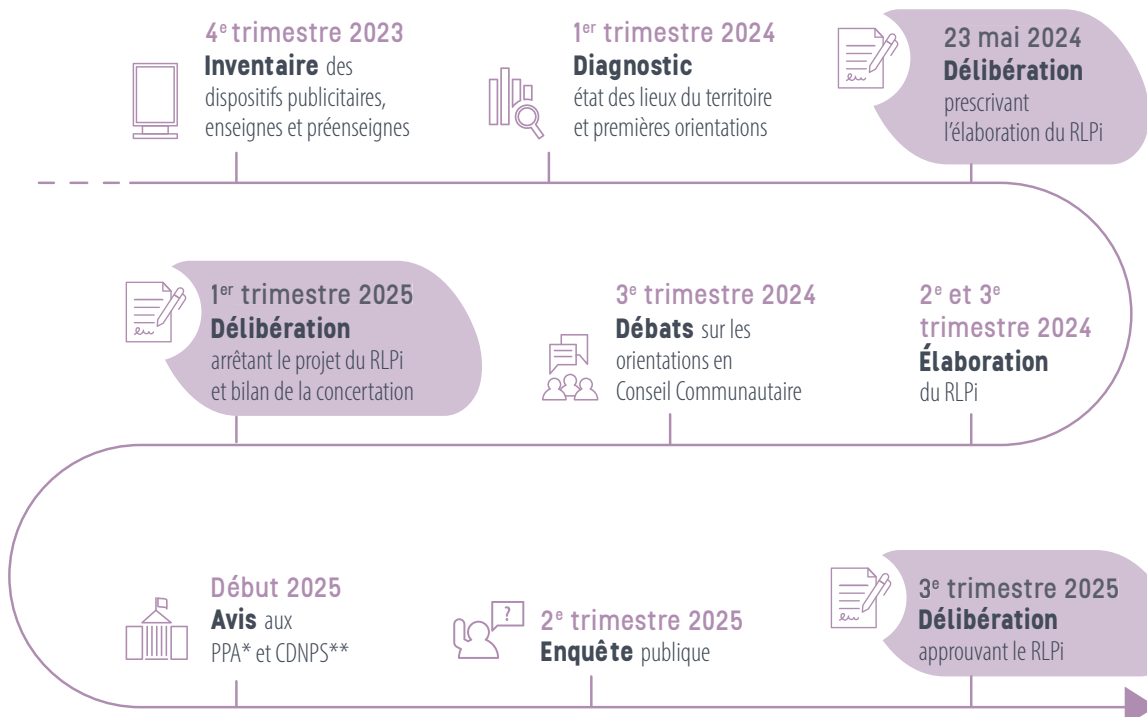 4e trimestre 2023
Inventaire des
dispositifs publicitaires,
enseignes et préenseignes
1er trimestre 2024
Diagnostic
état des lieux du territoire
et premières orientations
23 mai 2024
Délibération
prescrivant
l'élaboration du RLPi
2e et 3e
trimestre 2024
Élaboration
du RLPi
3e trimestre 2024
Débats sur les
orientations en
Conseil Communautaire
1er trimestre 2025
Délibération
arrêtant le projet du RLPi
et bilan de la concertation
Début 2025
Avis aux
PPA* et CDNPS**
?
2e trimestre 2025
Enquête publique
3e trimestre 2025
Délibération
approuvant le RLPi